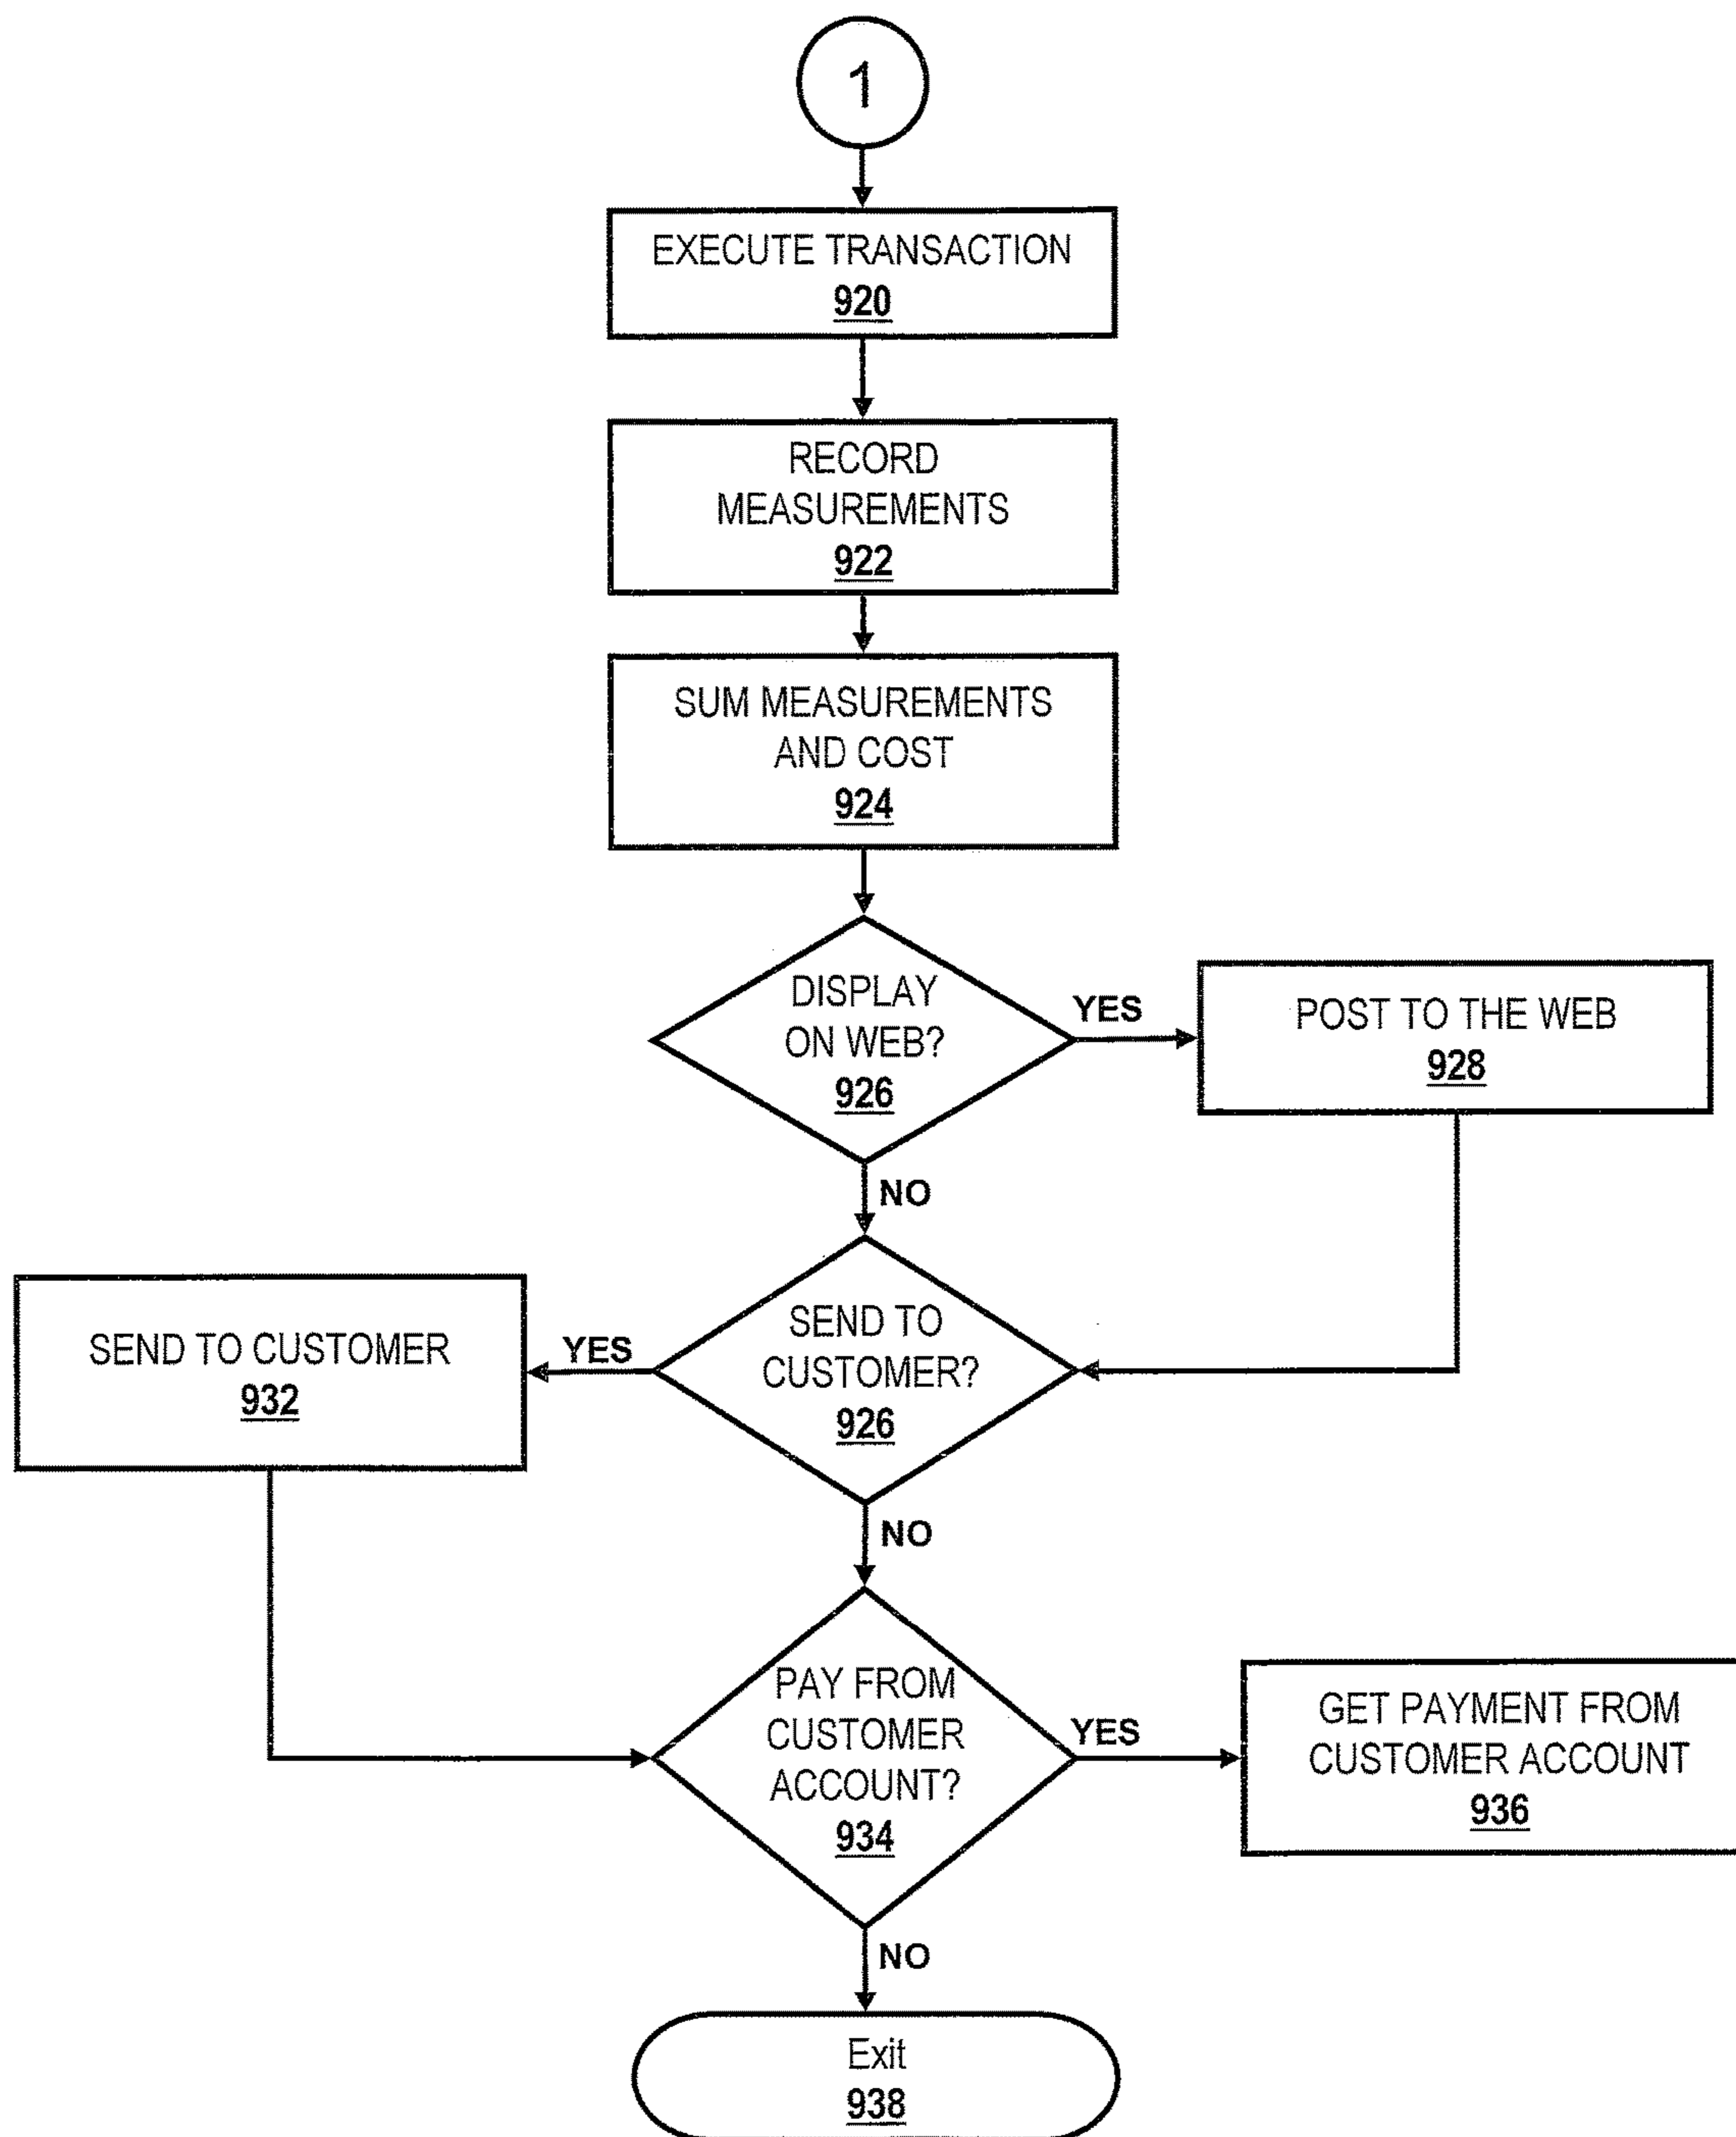 1
EXECUTE TRANSACTION
920
RECORD
MEASUREMENTS
922
SUM MEASUREMENTS
AND COST
924
DISPLAY
ON WEB?
926
YES
POST TO THE WEB
928
NO
SEND TO
CUSTOMER?
926
YES
SEND TO CUSTOMER
932
NO
PAY FROM
CUSTOMER
ACCOUNT?
934
YES
GET PAYMENT FROM
CUSTOMER ACCOUNT
936
NO
Exit
938